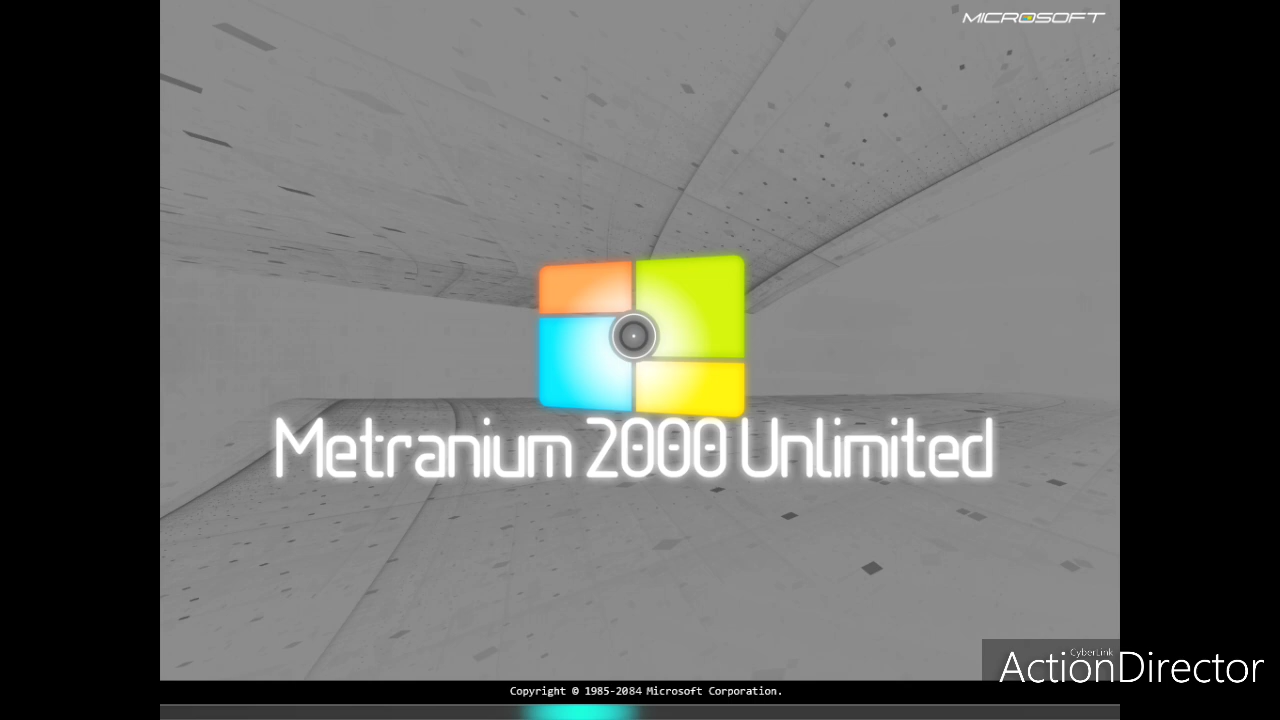 MICROSOFT
Metranium 2000 Unlimited
CyberLink
ActionDirector
Copyright © 1985-2084 Microsoft Corporation.